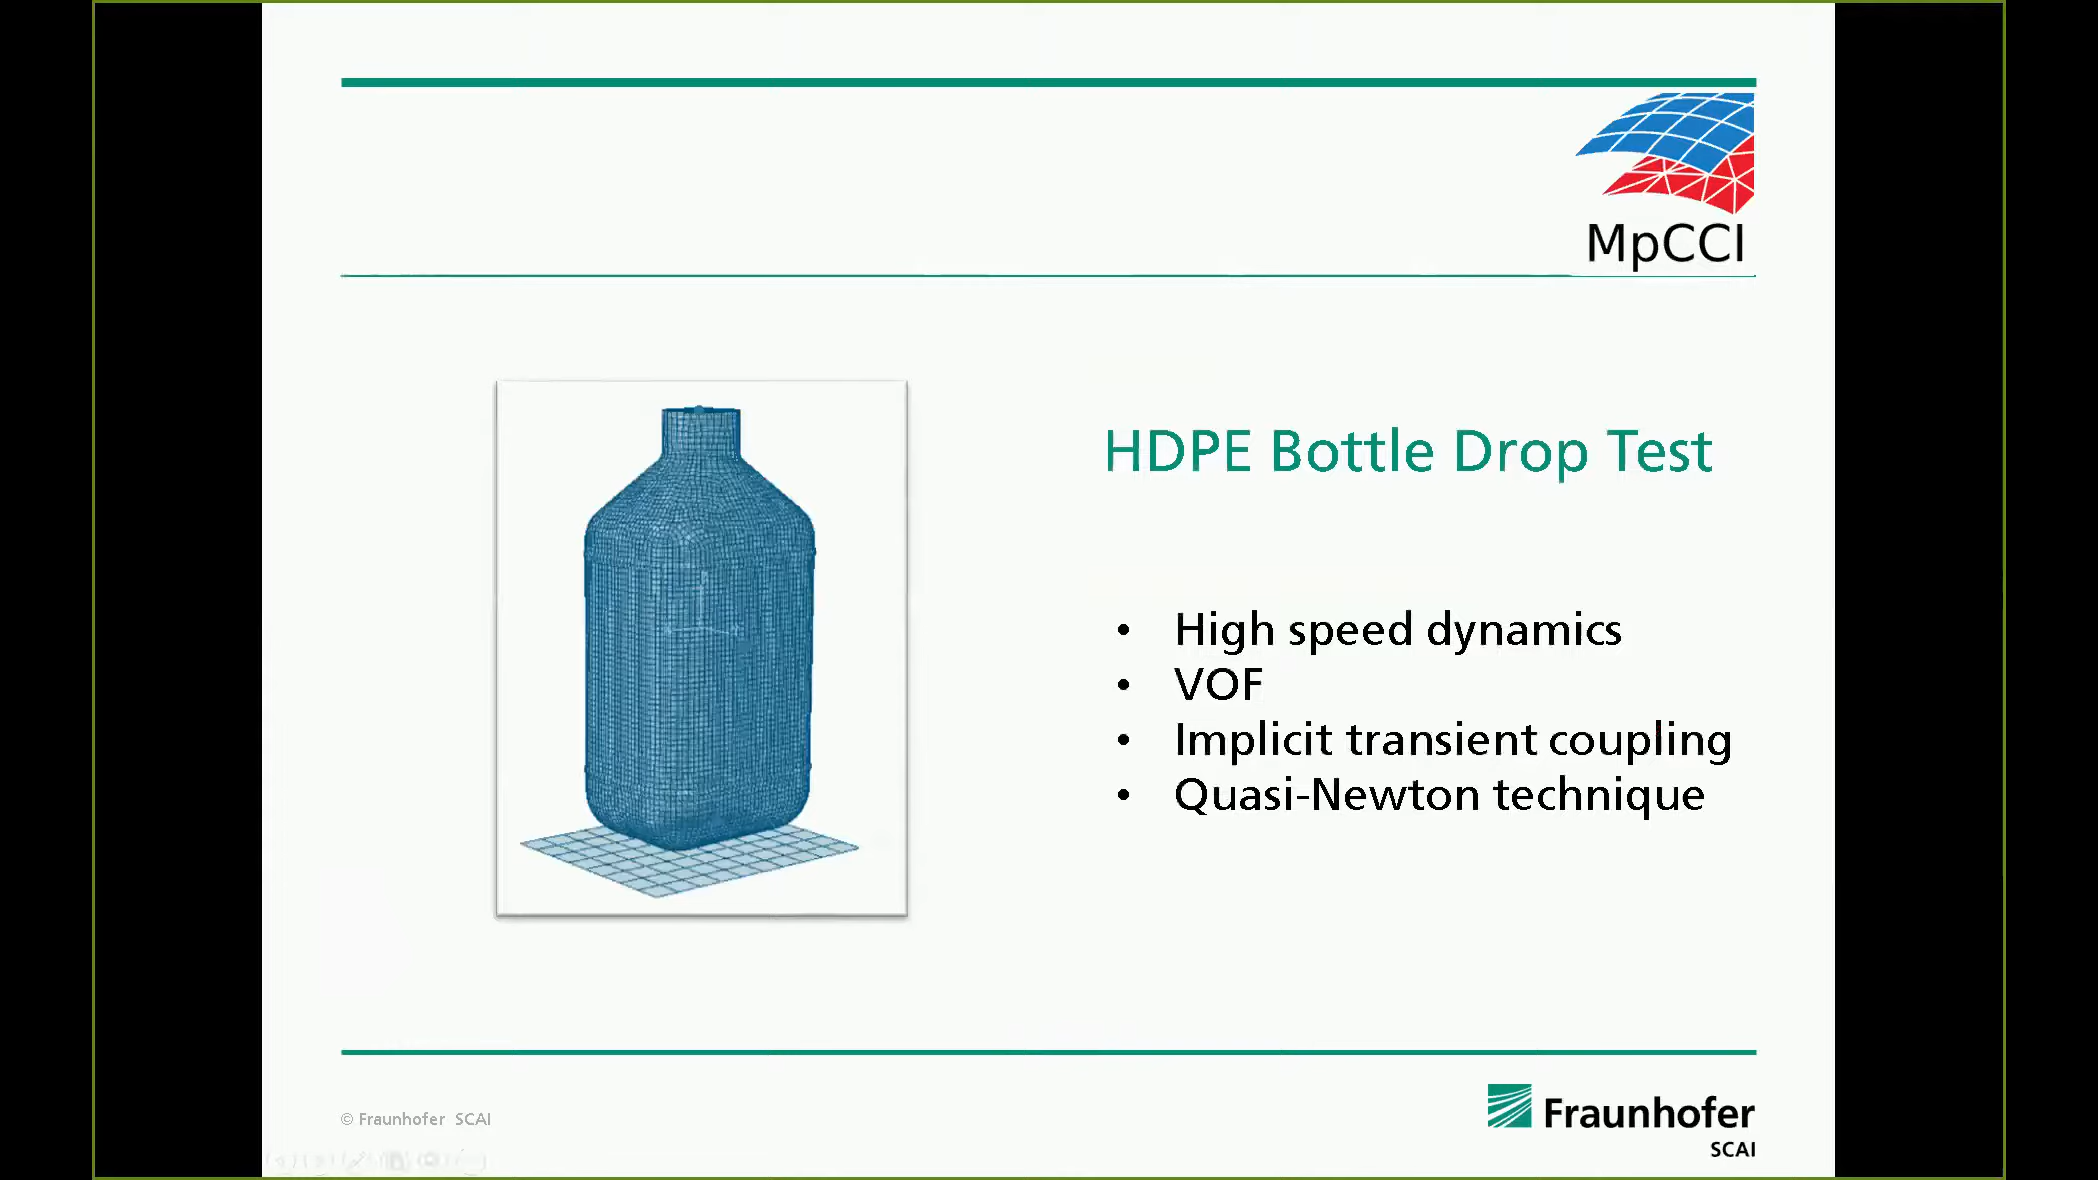 MpCCI
HDPE Bottle Drop Test
• High speed dynamics
• VOF
• Implicit transient coupling
• Quasi-Newton technique
© Fraunhofer SCAI
Fraunhofer
SCAI